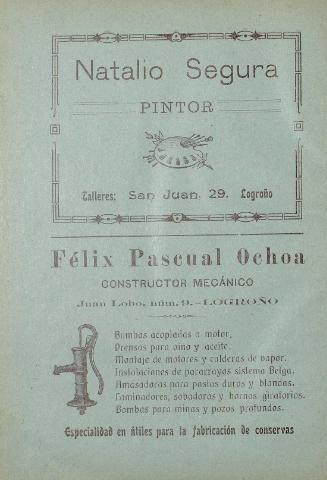 Natalio Segura
PINTOR
Talleres: San Juan, 29. Logroño
Félix Pascual Ochoa
CONSTRUCTOR MECÁNICO
Juan Lobo, núm. 9.-LOGROÑO
Bombas acopladas a motor,
Prensas para vino y aceite.
Montaje de motores y calderas de vapor.
Instalaciones de pararrayos sistema Belga.
Amasadoras para pastas duras y blandas.
Laminadores, sobadoras y hornos giratorios.
Bombas para minas y pozos profundos.
Especialidad en útiles para la fabricación de conservas